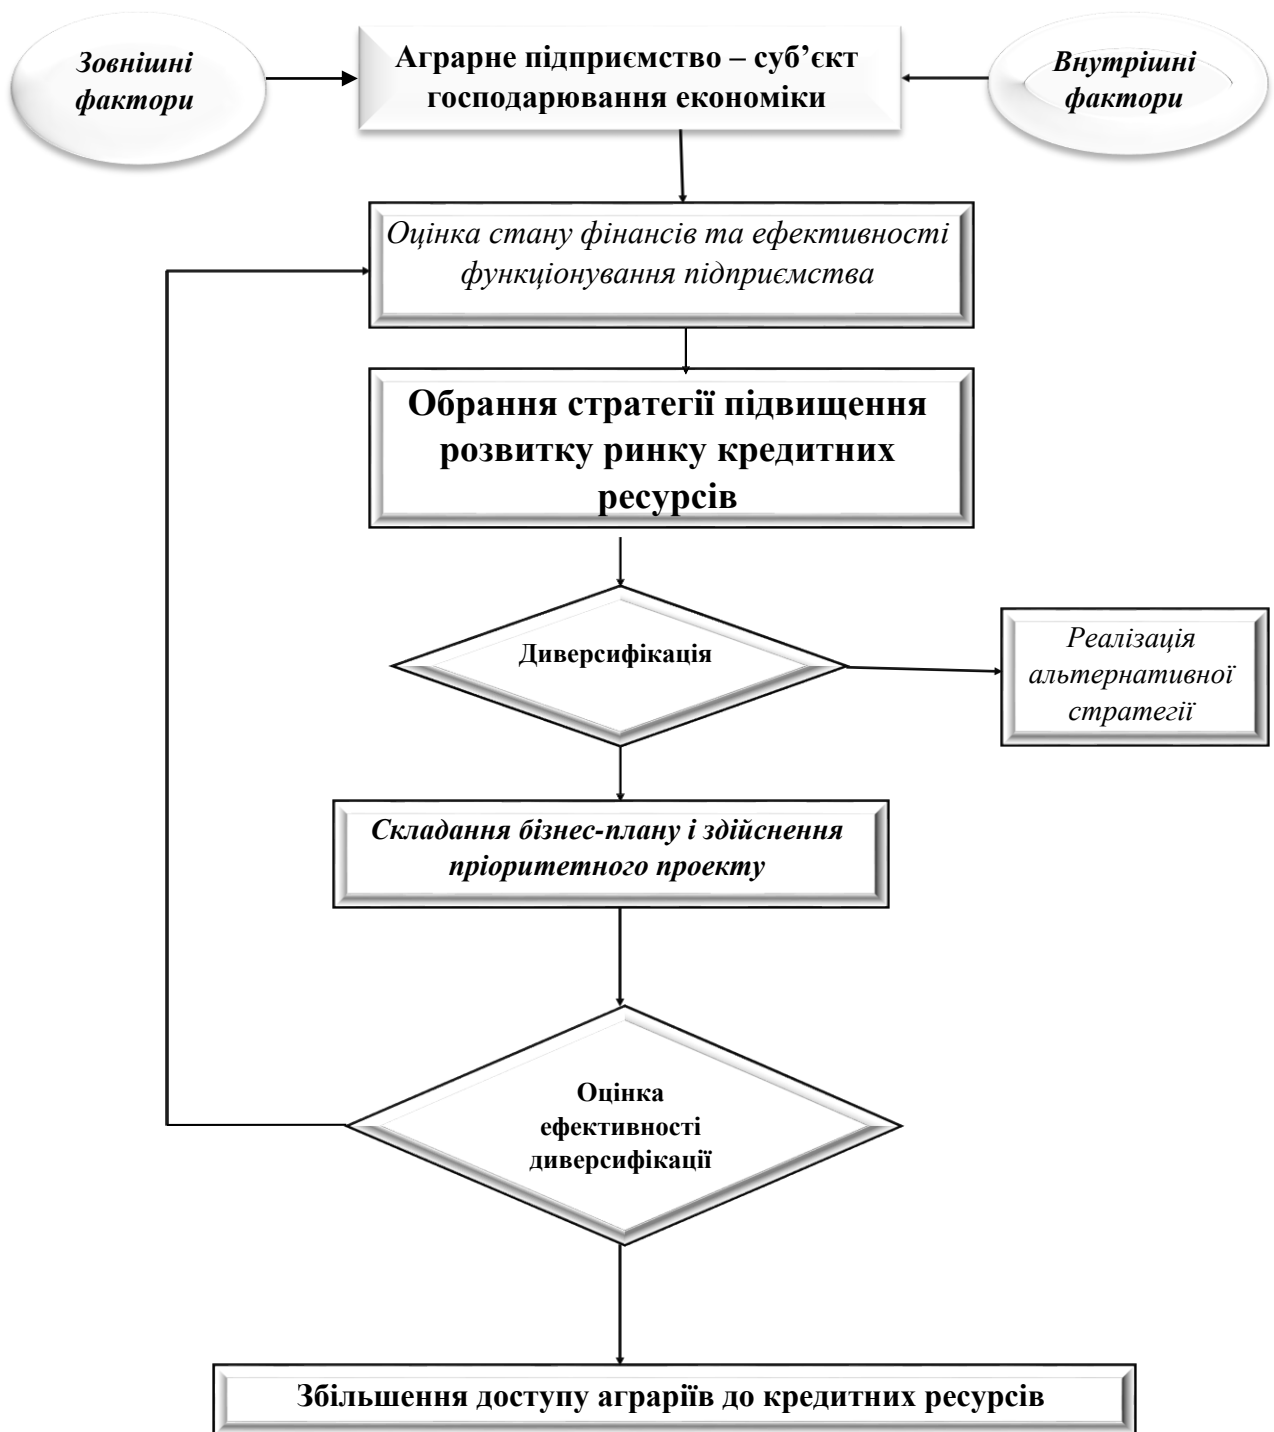 Зовнішні
фактори
Аграрне підприємство – суб’єкт
господарювання економіки
Внутрішні
фактори
Оцінка стану фінансів та ефективності
функціонування підприємства
Обрання стратегії підвищення
розвитку ринку кредитних
ресурсів
Диверсифікація
Реалізація
альтернативної
стратегії
Складання бізнес-плану і здійснення
пріоритетного проекту
Оцінка
ефективності
диверсифікації
Збільшення доступу аграріїв до кредитних ресурсів